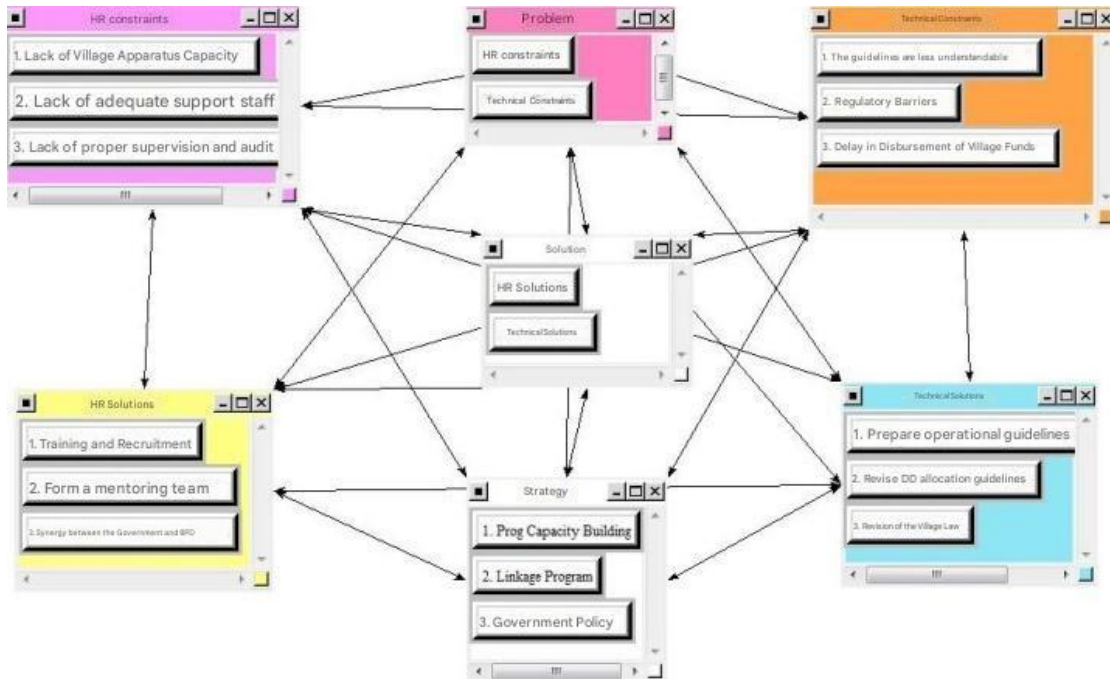 HR constraints
1. Lack of Village Apparatus Capacity
2. Lack of adequate support staff
3. Lack of proper supervision and audit
Problem
HR constraints
Technical Constraints
Technical Constraints
1. The guidelines are less understandable
2. Regulatory Barriers
3. Delay in Disbursement of Village Funds
Solution
HR Solutions
Technical Solutions
HR Solutions
1. Training and Recruitment
2. Form a mentoring team
3. Synergy between the Government and BPD
Strategy
1. Prog Capacity Building
2. Linkage Program
3. Government Policy
Technical Solutions
1. Prepare operational guidelines
2. Revise DD allocation guidelines
3. Revision of the Village Law